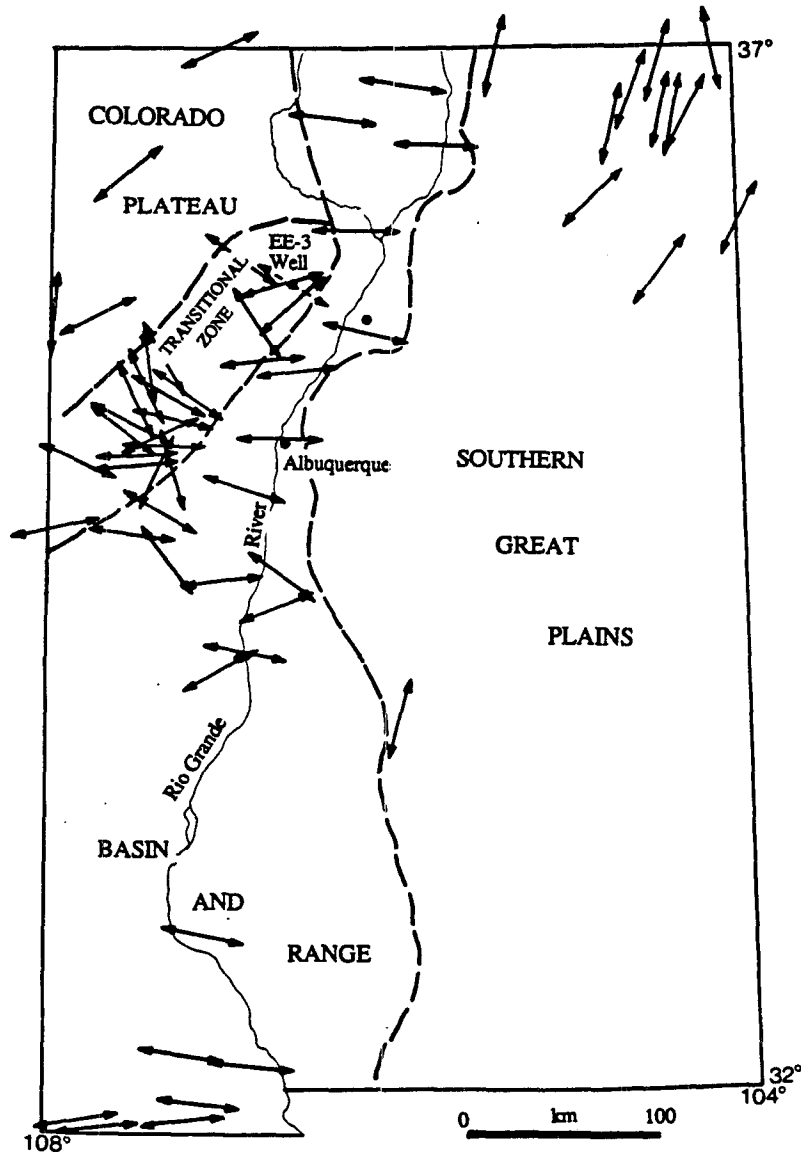 37°
COLORADO
PLATEAU
EE-3
Well
TRANSITIONAL
ZONE
Albuquerque
SOUTHERN
GREAT
PLAINS
River
Rio Grande
BASIN
AND
RANGE
32°
104°
0 km 100
108°